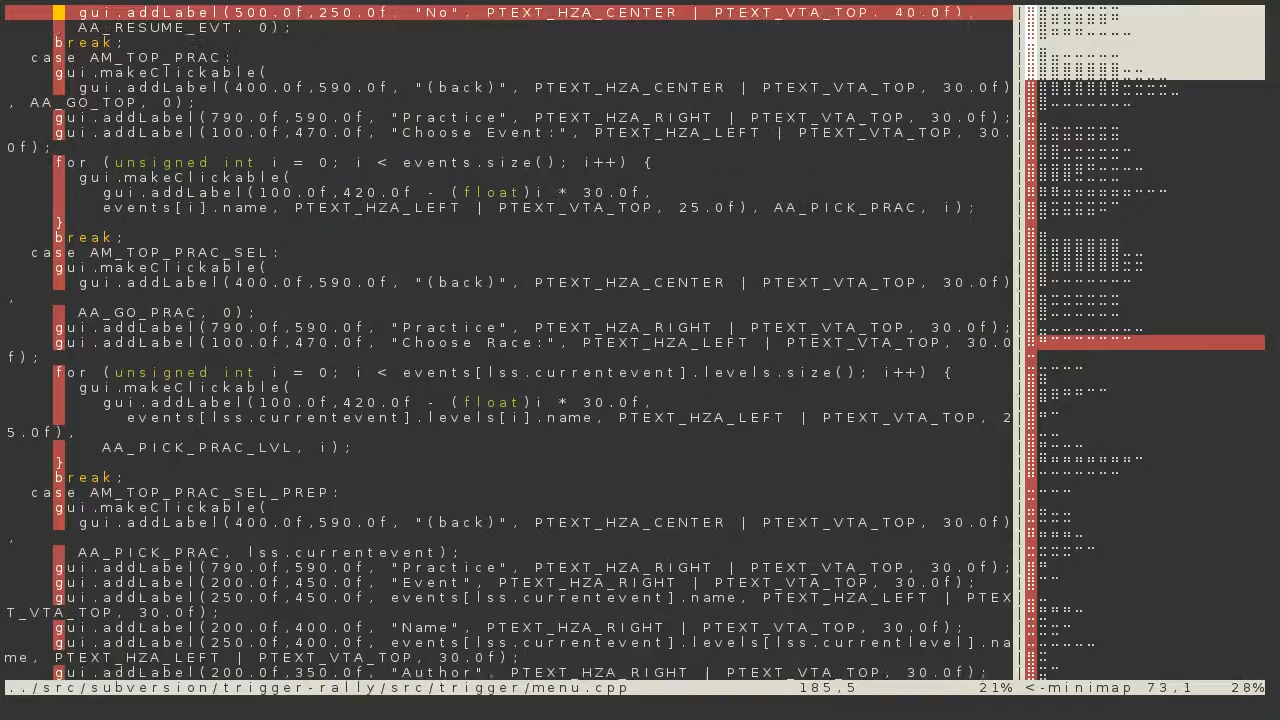 gui.addLabel(500.0f,250.0f, "No", PTEXT_HZA_CENTER | PTEXT_VTA_TOP, 40.0f),
, AA_RESUME_EVT, 0);
break;
case AM_TOP_PRAC:
gui.makeClickable(
gui.addLabel(400.0f,590.0f, "(back)", PTEXT_HZA_CENTER | PTEXT_VTA_TOP, 30.0f)
, AA_GO_TOP, 0);
gui.addLabel(790.0f,590.0f, "Practice", PTEXT_HZA_RIGHT | PTEXT_VTA_TOP, 30.0f);
gui.addLabel(100.0f,470.0f, "Choose Event:", PTEXT_HZA_LEFT | PTEXT_VTA_TOP, 30.
0f);
for (unsigned int i = 0; i < events.size(); i++) {
gui.makeClickable(
gui.addLabel(100.0f,420.0f - (float)i * 30.0f,
events[i].name, PTEXT_HZA_LEFT | PTEXT_VTA_TOP, 25.0f), AA_PICK_PRAC, i);
}
break;
case AM_TOP_PRAC_SEL:
gui.makeClickable(
gui.addLabel(400.0f,590.0f, "(back)", PTEXT_HZA_CENTER | PTEXT_VTA_TOP, 30.0f)
,
AA_GO_PRAC, 0);
gui.addLabel(790.0f,590.0f, "Practice", PTEXT_HZA_RIGHT | PTEXT_VTA_TOP, 30.0f);
gui.addLabel(100.0f,470.0f, "Choose Race:", PTEXT_HZA_LEFT | PTEXT_VTA_TOP, 30.0
f);
for (unsigned int i = 0; i < events[lss.currentevent].levels.size(); i++) {
gui.makeClickable(
gui.addLabel(100.0f,420.0f - (float)i * 30.0f,
events[lss.currentevent].levels[i].name, PTEXT_HZA_LEFT | PTEXT_VTA_TOP, 2
5.0f),
AA_PICK_PRAC_LVL, i);
}
break;
case AM_TOP_PRAC_SEL_PREP:
gui.makeClickable(
gui.addLabel(400.0f,590.0f, "(back)", PTEXT_HZA_CENTER | PTEXT_VTA_TOP, 30.0f)
,
AA_PICK_PRAC, lss.currentevent);
gui.addLabel(790.0f,590.0f, "Practice", PTEXT_HZA_RIGHT | PTEXT_VTA_TOP, 30.0f);
gui.addLabel(200.0f,450.0f, "Event", PTEXT_HZA_RIGHT | PTEXT_VTA_TOP, 30.0f);
gui.addLabel(250.0f,450.0f, events[lss.currentevent].name, PTEXT_HZA_LEFT | PTEX
T_VTA_TOP, 30.0f);
gui.addLabel(200.0f,400.0f, "Name", PTEXT_HZA_RIGHT | PTEXT_VTA_TOP, 30.0f);
gui.addLabel(250.0f,400.0f, events[lss.currentevent].levels[lss.currentlevel].na
me, PTEXT_HZA_LEFT | PTEXT_VTA_TOP, 30.0f);
gui.addLabel(200.0f,350.0f, "Author", PTEXT_HZA_RIGHT | PTEXT_VTA_TOP, 30.0f);
../src/subversion/trigger-rally/src/trigger/menu.cpp 185,5 21% <-minimap 73,1 28%